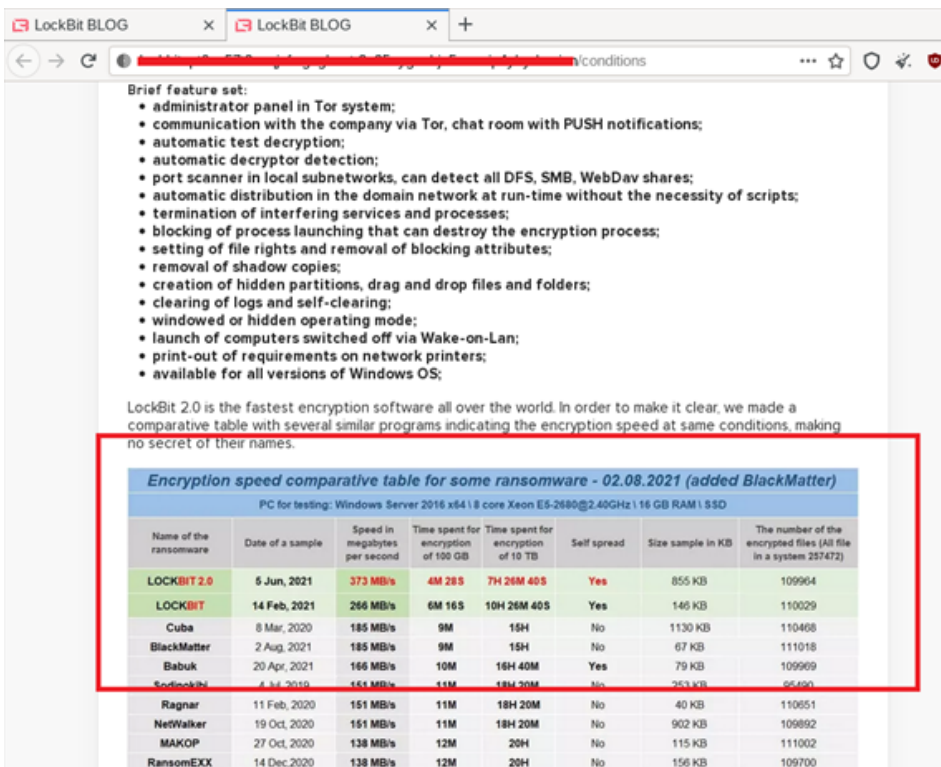 LockBit BLOG
LockBit BLOG
/conditions
Brief feature set:
• administrator panel in Tor system;
• communication with the company via Tor, chat room with PUSH notifications;
• automatic test decryption;
• automatic decryptor detection;
• port scanner in local subnetworks, can detect all DFS, SMB, WebDav shares;
• automatic distribution in the domain network at run-time without the necessity of scripts;
• termination of interfering services and processes;
• blocking of process launching that can destroy the encryption process;
• setting of file rights and removal of blocking attributes;
• removal of shadow copies;
• creation of hidden partitions, drag and drop files and folders;
• clearing of logs and self-clearing;
• windowed or hidden operating mode;
• launch of computers switched off via Wake-on-Lan;
• print-out of requirements on network printers;
• available for all versions of Windows OS;
LockBit 2.0 is the fastest encryption software all over the world. In order to make it clear, we made a
comparative table with several similar programs indicating the encryption speed at same conditions, making
no secret of their names.
Encryption speed comparative table for some ransomware - 02.08.2021 (added BlackMatter)
PC for testing: Windows Server 2016 x64 \ 8 core Xeon E5-2680@2.40GHz \ 16 GB RAM \ SSD
Name of the ransomware Date of a sample Speed in megabytes per second Time spent for encryption of 100 GB Time spent for encryption of 10 TB Self spread Size sample in KB The number of the encrypted files (All file in a system 257472)
LOCKBIT 2.0 5 Jun, 2021 373 MB/s 4M 28S 7H 26M 40S Yes 855 KB 109964
LOCKBIT 14 Feb, 2021 266 MB/s 6M 16S 10H 26M 40S Yes 146 KB 110029
Cuba 8 Mar, 2020 185 MB/s 9M 15H No 1130 KB 110468
BlackMatter 2 Aug, 2021 185 MB/s 9M 15H No 67 KB 111018
Babuk 20 Apr, 2021 166 MB/s 10M 16H 40M Yes 79 KB 109969
Sodinokibi 4 Jul, 2019 151 MB/s 11M 18H 20M No 253 KB 95490
Ragnar 11 Feb, 2020 151 MB/s 11M 18H 20M No 40 KB 110651
NetWalker 19 Oct, 2020 151 MB/s 11M 18H 20M No 902 KB 109892
MAKOP 27 Oct, 2020 138 MB/s 12M 20H No 115 KB 111002
RansomEXX 14 Dec, 2020 138 MB/s 12M 20H No 156 KB 109700